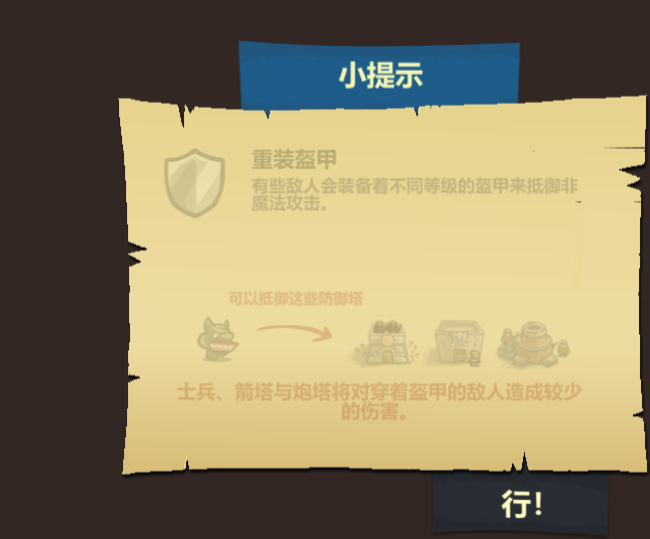 小提示
重装盔甲
有些敌人会装备着不同等级的盔甲来抵御非
魔法攻击。
可以抵御这些防御塔
士兵、箭塔与炮塔将对穿着盔甲的敌人造成较少
的伤害。
行!